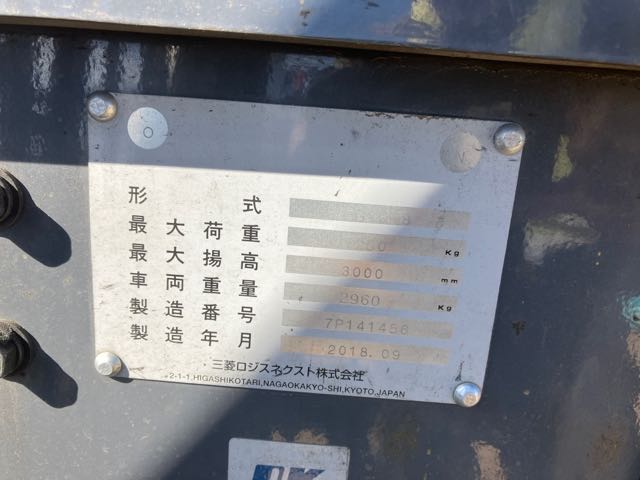 形式
最大荷重 Kg
最大揚高 3000 mm
車両重量 2960 Kg
製造番号 7P141456
製造年月 2018.09
三菱ロジスネクスト株式会社
2-1-1,HIGASHIKOTARI,NAGAOKAKYO-SHI,KYOTO,JAPAN